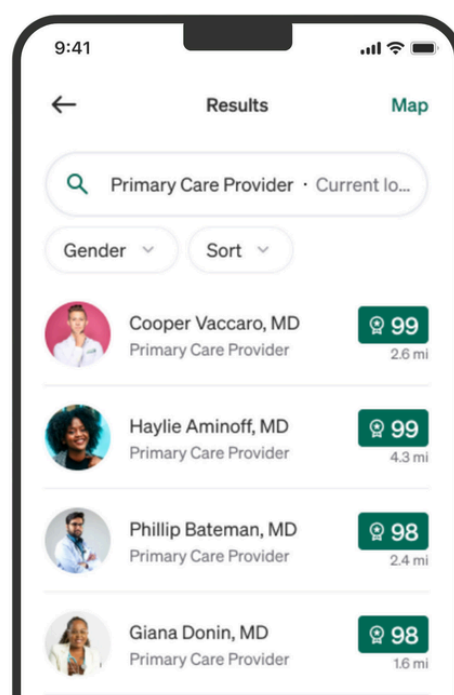 9:41
Results
Map
Primary Care Provider · Current lo...
Gender
Sort
Cooper Vaccaro, MD
99
Primary Care Provider
2.6 mi
Haylie Aminoff, MD
99
Primary Care Provider
4.3 mi
Phillip Bateman, MD
98
Primary Care Provider
2.4 mi
Giana Donin, MD
98
Primary Care Provider
1.6 mi